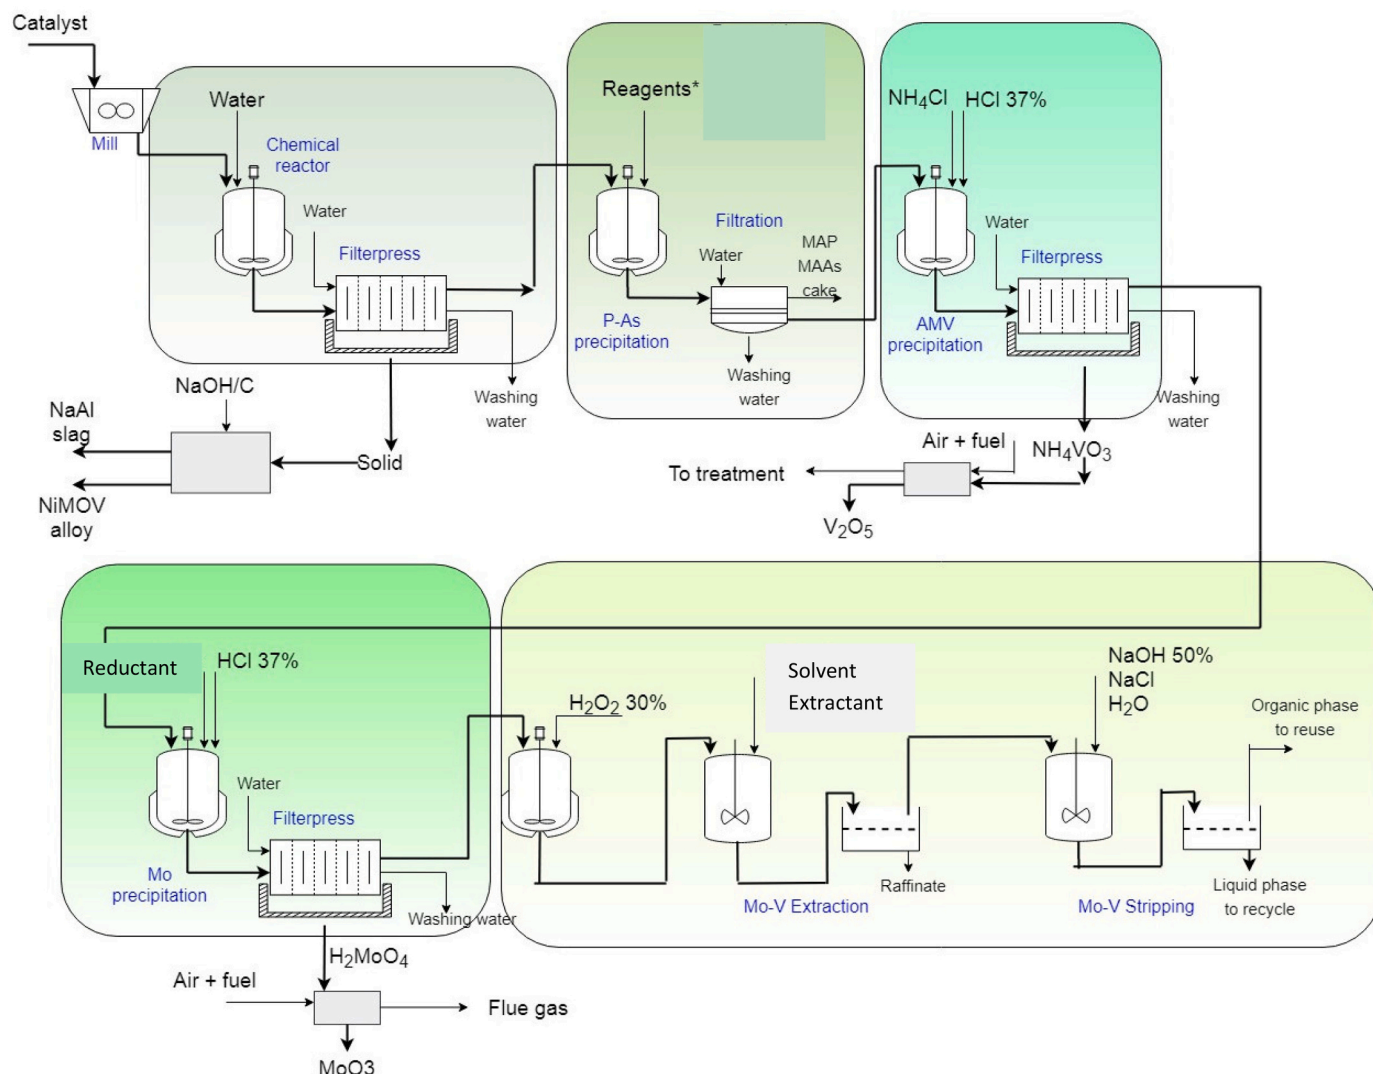 Catalyst
Mill
Water
Chemical
reactor
Water
Filterpress
Washing
water
Solid
NaOH/C
NaAl
slag
NiMOV
alloy
Reagents*
P-As
precipitation
Filtration
Water
MAP
MAAs
cake
Washing
water
NH₄Cl
HCl 37%
AMV
precipitation
Water
Filterpress
Washing
water
NH₄VO₃
Air + fuel
To treatment
V₂O₅
Reductant
HCl 37%
Mo
precipitation
Water
Filterpress
Washing water
H₂MoO₄
Air + fuel
Flue gas
MoO3
H₂O₂ 30%
Solvent
Extractant
Mo-V Extraction
Raffinate
NaOH 50%
NaCl
H₂O
Mo-V Stripping
Organic phase
to reuse
Liquid phase
to recycle